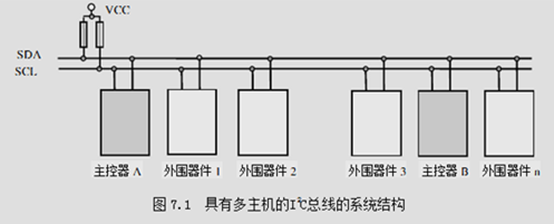 VCC
SDA
SCL
主控器 A 外围器件 1 外围器件 2 外围器件 3 主控器 B 外围器件 n
图 7.1 具有多主机的I²C总线的系统结构